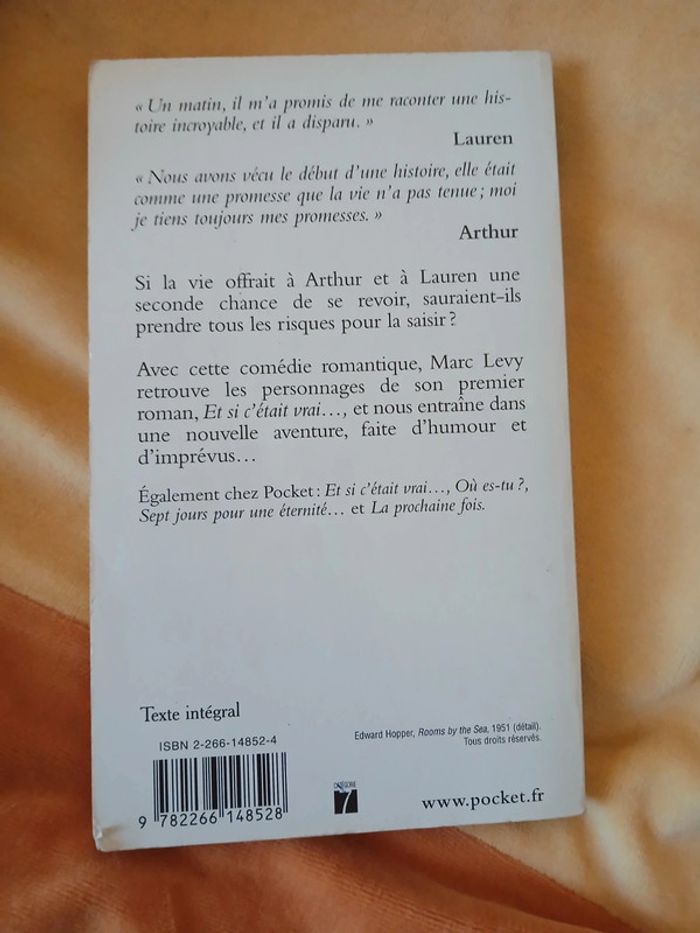 « Un matin, il m'a promis de me raconter une his-
toire incroyable, et il a disparu. »
Lauren
« Nous avons vécu le début d'une histoire, elle était
comme une promesse que la vie n'a pas tenue ; moi
je tiens toujours mes promesses. »
Arthur
Si la vie offrait à Arthur et à Lauren une
seconde chance de se revoir, sauraient-ils
prendre tous les risques pour la saisir ?
Avec cette comédie romantique, Marc Levy
retrouve les personnages de son premier
roman, Et si c'était vrai…, et nous entraîne dans
une nouvelle aventure, faite d'humour et
d'imprévus…
Également chez Pocket : Et si c'était vrai…, Où es-tu ?,
Sept jours pour une éternité… et La prochaine fois.
Texte intégral
ISBN 2-266-14852-4
Edward Hopper, Rooms by the Sea, 1951 (détail).
Tous droits réservés.
9 782266 148528
CATÉGORIE
7
www.pocket.fr